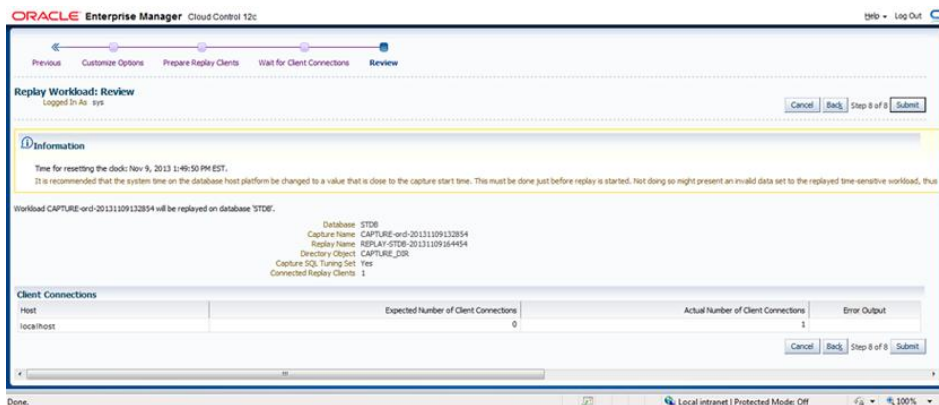 ORACLE Enterprise Manager Cloud Control 12c
Help Log Out
Previous Customize Options Prepare Replay Clients Wait for Client Connections Review
Replay Workload: Review
Logged In As sys
Cancel Back Step 8 of 8 Submit
Information
Time for resetting the clock: Nov 9, 2013 1:49:50 PM EST.
It is recommended that the system time on the database host platform be changed to a value that is close to the capture start time. This must be done just before replay is started. Not doing so might present an invalid data set to the replayed time-sensitive workload, thus
Workload CAPTURE-orcl-20131109132854 will be replayed on database 'STDB'.
Database STDB
Capture Name CAPTURE-orcl-20131109132854
Replay Name REPLAY-STDB-20131109164454
Directory Object CAPTURE_DIR
Capture SQL Tuning Set Yes
Connected Replay Clients 1
Client Connections
Host Expected Number of Client Connections Actual Number of Client Connections Error Output
localhost 0 1
Cancel Back Step 8 of 8 Submit
Done. Local intranet | Protected Mode: Off 100%